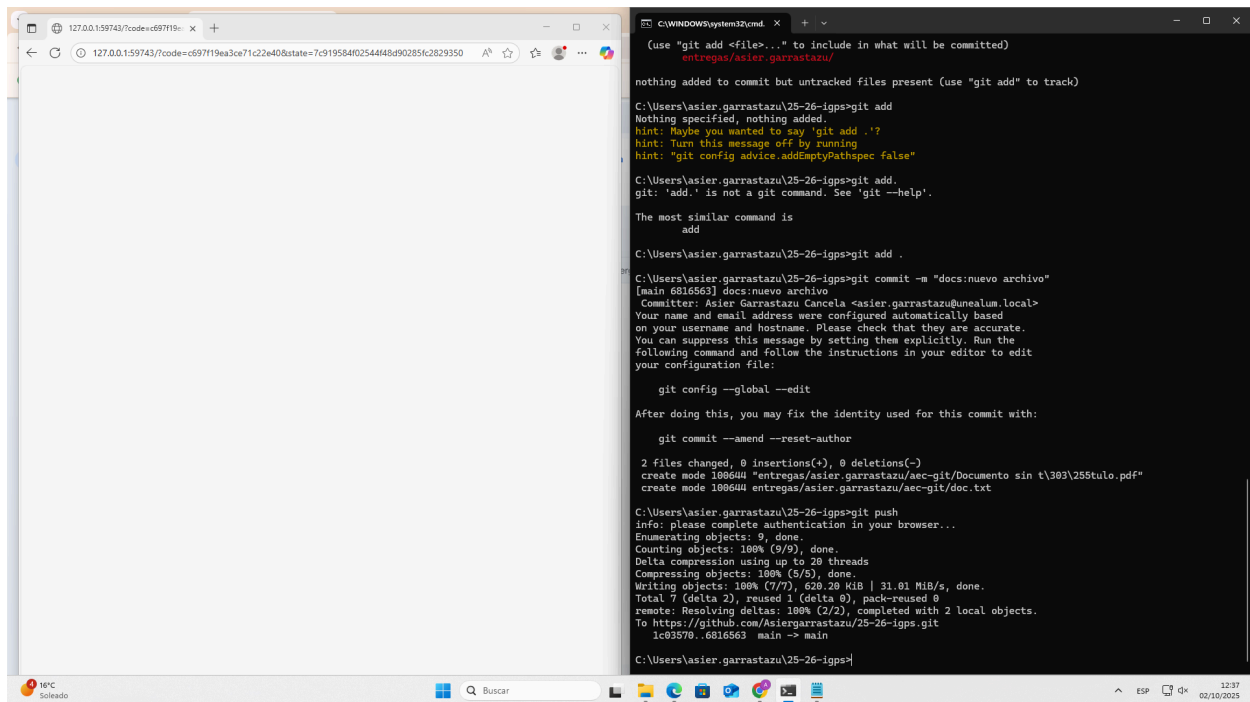 127.0.0.1:59743/?code=c697f19e
127.0.0.1:59743/?code=c697f19ea3ce71c22e40&state=7c919584f02544f48d90285fc2829350
C:\WINDOWS\system32\cmd.
(use "git add <file>..." to include in what will be committed)
entregas/asier.garrastazu/
nothing added to commit but untracked files present (use "git add" to track)
C:\Users\asier.garrastazu\25-26-igps>git add
Nothing specified, nothing added.
hint: Maybe you wanted to say 'git add .'?
hint: Turn this message off by running
hint: "git config advice.addEmptyPathspec false"
C:\Users\asier.garrastazu\25-26-igps>git add.
git: 'add.' is not a git command. See 'git --help'.
The most similar command is
add
C:\Users\asier.garrastazu\25-26-igps>git add .
C:\Users\asier.garrastazu\25-26-igps>git commit -m "docs:nuevo archivo"
[main 6816563] docs:nuevo archivo
Committer: Asier Garrastazu Cancela <asier.garrastazu@unealum.local>
Your name and email address were configured automatically based
on your username and hostname. Please check that they are accurate.
You can suppress this message by setting them explicitly. Run the
following command and follow the instructions in your editor to edit
your configuration file:
git config --global --edit
After doing this, you may fix the identity used for this commit with:
git commit --amend --reset-author
2 files changed, 0 insertions(+), 0 deletions(-)
create mode 100644 "entregas/asier.garrastazu/aec-git/Documento sin t\303\255tulo.pdf"
create mode 100644 entregas/asier.garrastazu/aec-git/doc.txt
C:\Users\asier.garrastazu\25-26-igps>git push
info: please complete authentication in your browser...
Enumerating objects: 9, done.
Counting objects: 100% (9/9), done.
Delta compression using up to 20 threads
Compressing objects: 100% (5/5), done.
Writing objects: 100% (7/7), 620.20 KiB | 31.01 MiB/s, done.
Total 7 (delta 2), reused 1 (delta 0), pack-reused 0
remote: Resolving deltas: 100% (2/2), completed with 2 local objects.
To https://github.com/Asiergarrastazu/25-26-igps.git
1c03570..6816563  main -> main
C:\Users\asier.garrastazu\25-26-igps>
4
16°C
Soleado
Buscar
ESP
12:37
02/10/2025